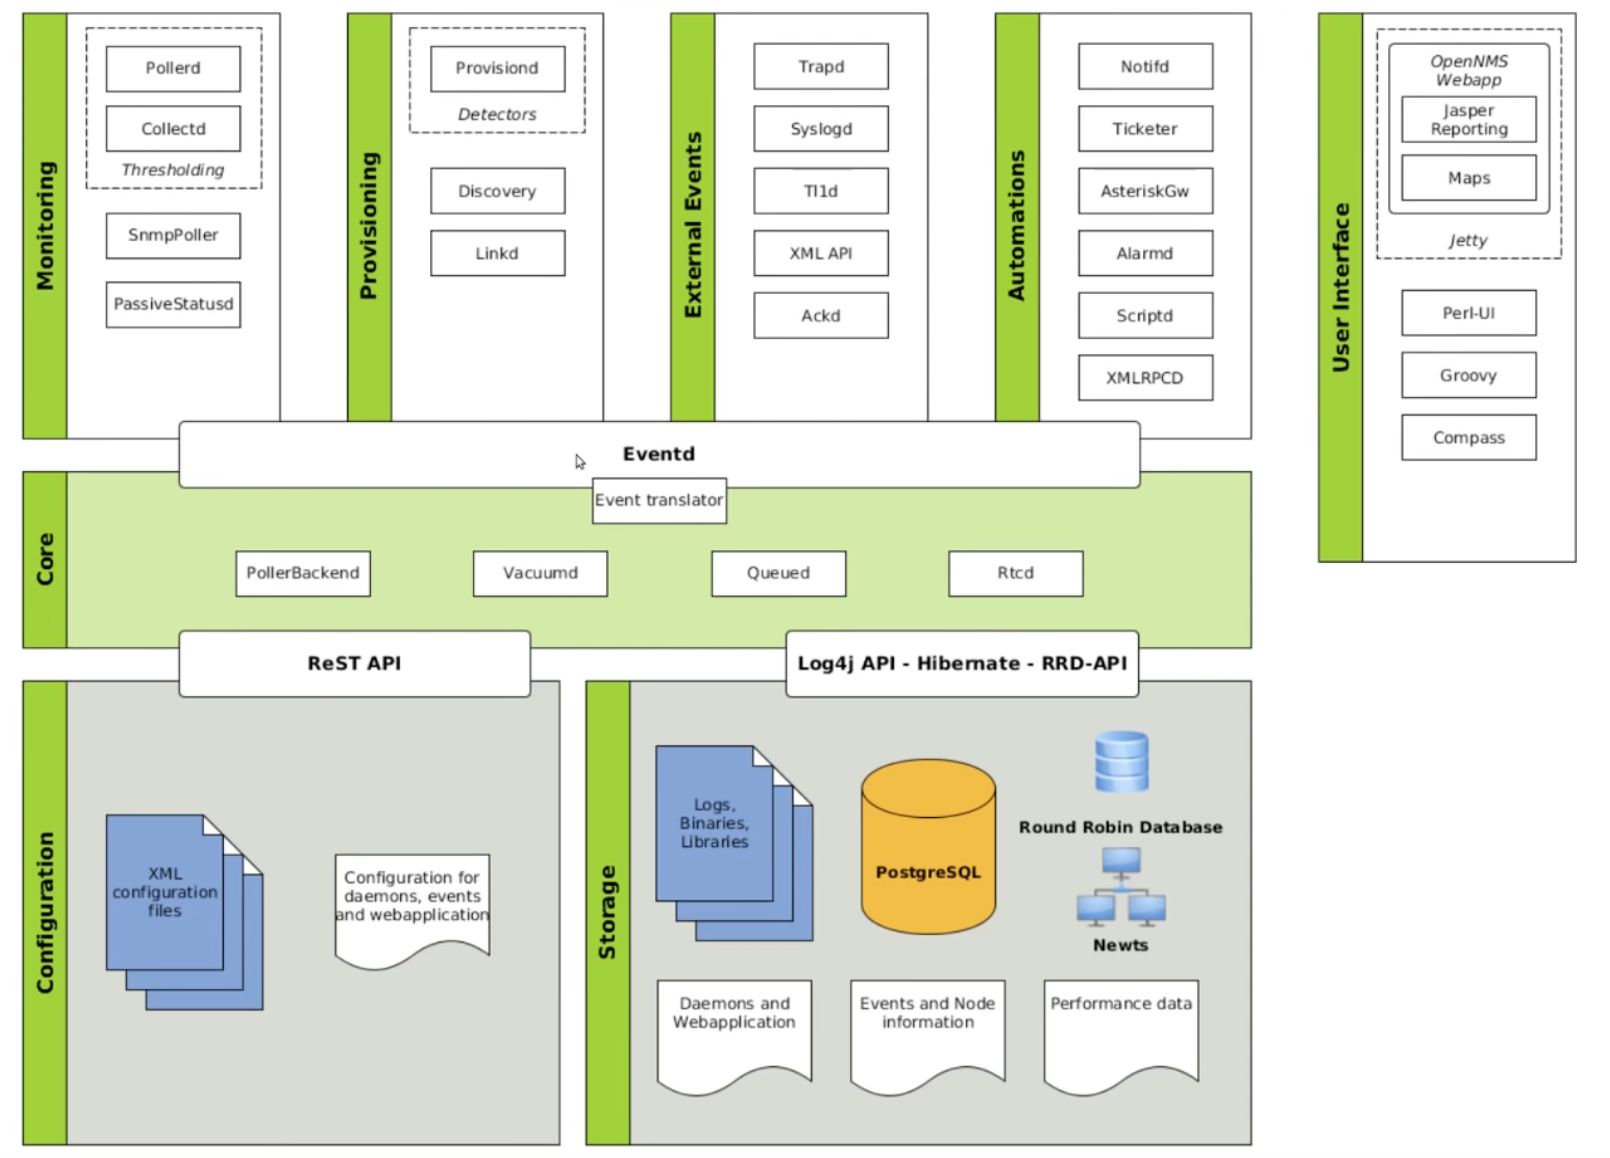 Monitoring
Pollerd
Collectd
Thresholding
SnmpPoller
PassiveStatusd
Provisioning
Provisiond
Detectors
Discovery
Linkd
External Events
Trapd
Syslogd
Tl1d
XML API
Ackd
Automations
Notifd
Ticketer
AsteriskGw
Alarmd
Scriptd
XMLRPCD
User Interface
OpenNMS
Webapp
Jasper
Reporting
Maps
Jetty
Perl-UI
Groovy
Compass
Eventd
Event translator
Core
PollerBackend
Vacuumd
Queued
Rtcd
ReST API
Log4j API - Hibernate - RRD-API
Configuration
XML
configuration
files
Configuration for
daemons, events
and webapplication
Storage
Logs,
Binaries,
Libraries
PostgreSQL
Round Robin Database
Newts
Daemons and
Webapplication
Events and Node
information
Performance data